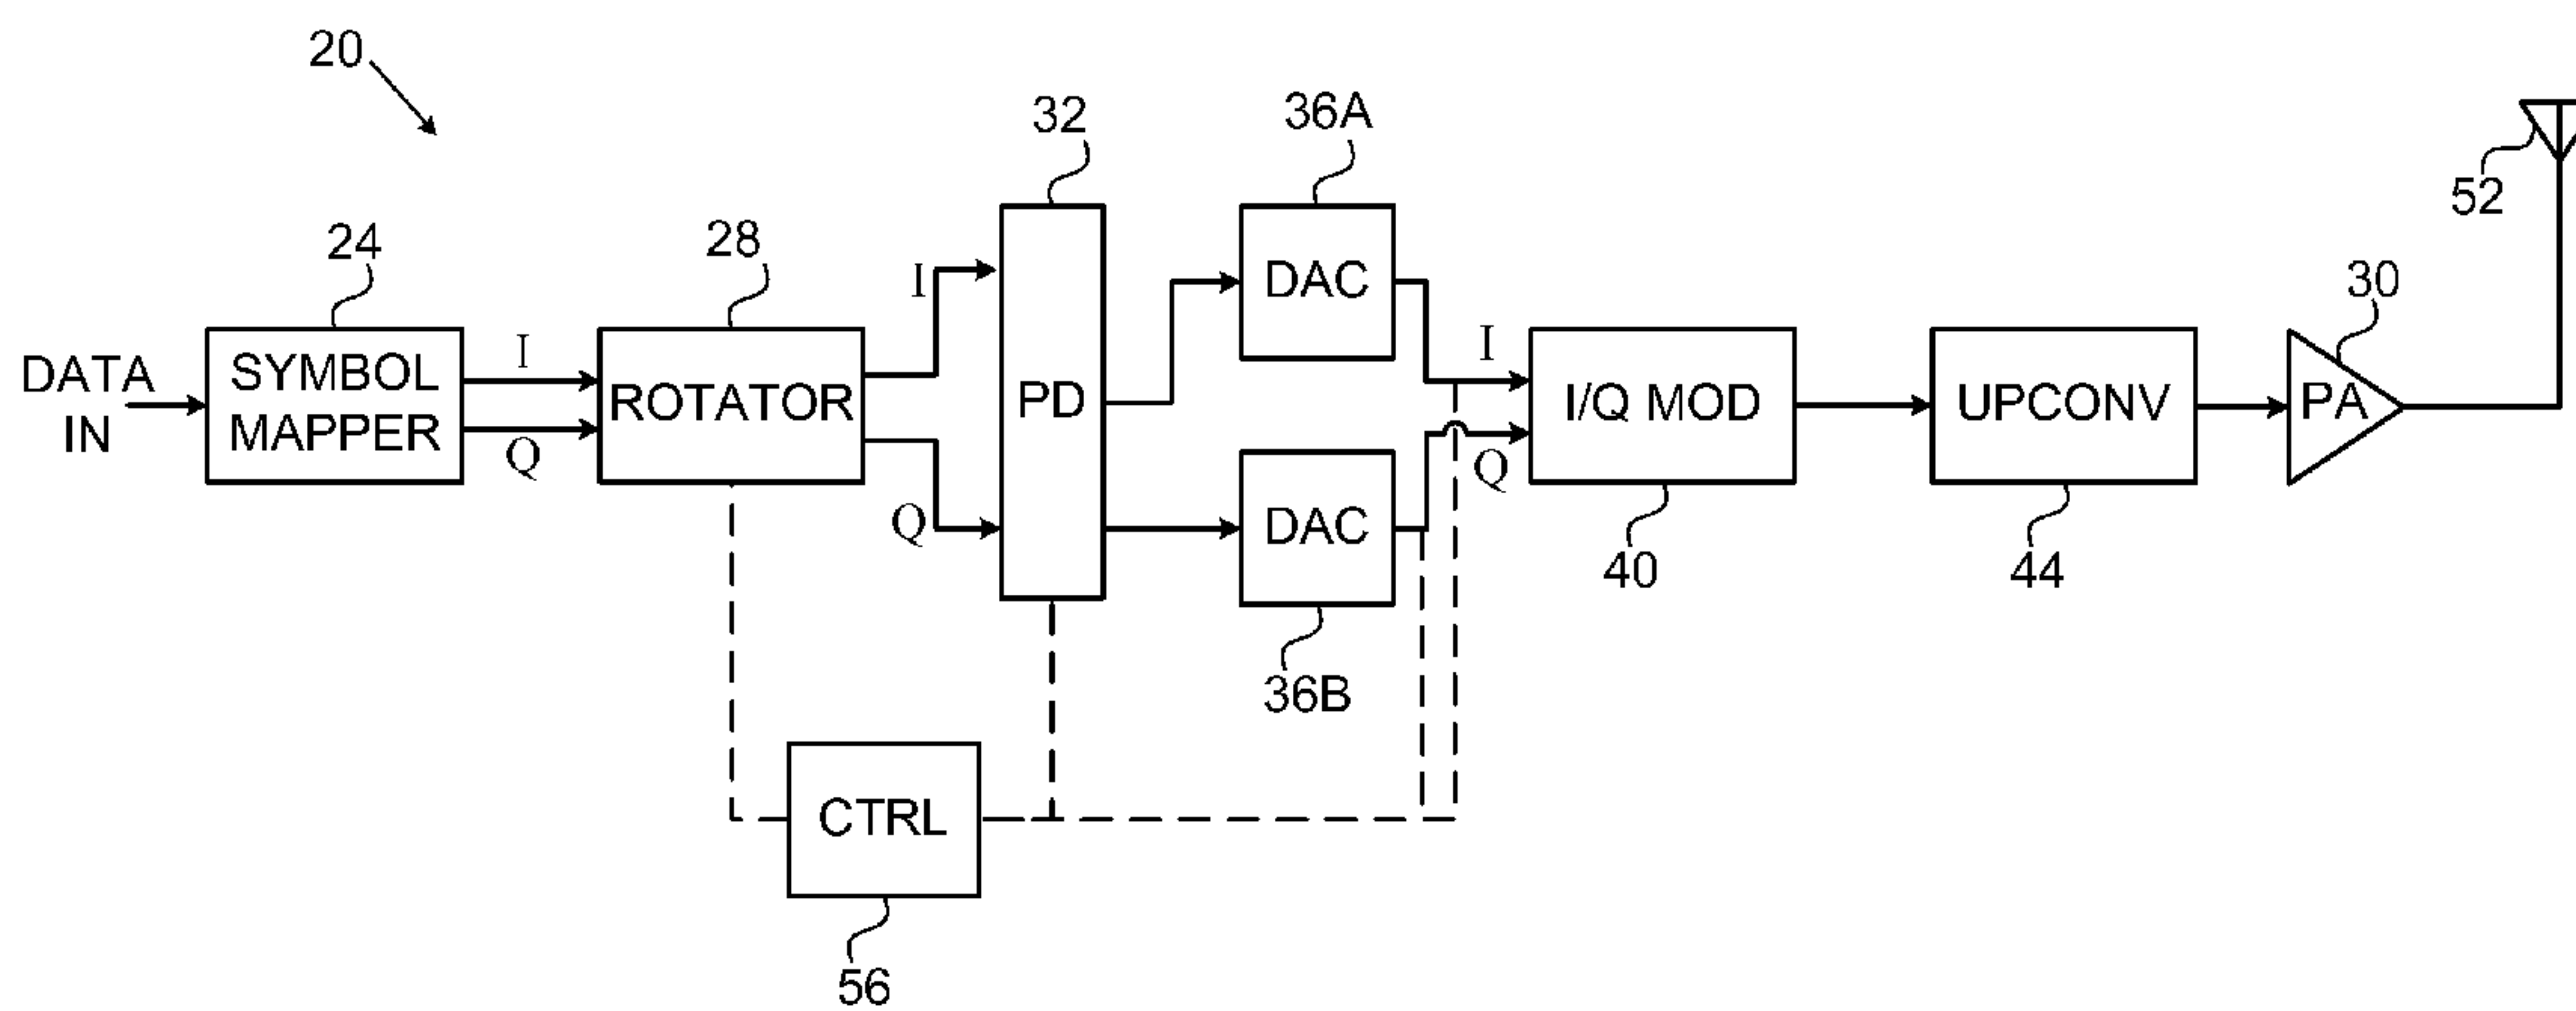 20
32
36A
52
24
28
30
DATA
IN
SYMBOL
MAPPER
I
Q
ROTATOR
I
Q
PD
DAC
DAC
I
Q
I/Q MOD
UPCONV
PA
40
44
36B
CTRL
56